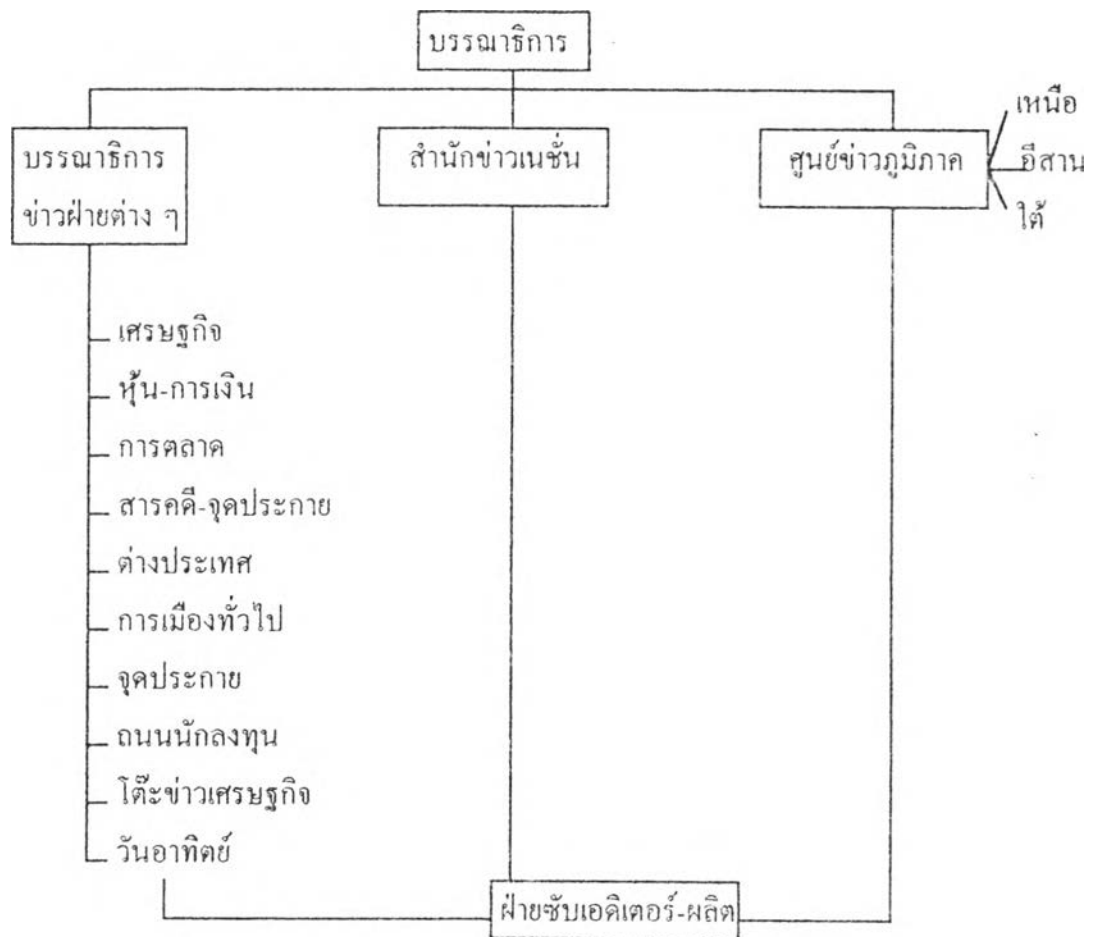 บรรณาธิการ
บรรณาธิการ
ข่าวฝ่ายต่าง ๆ
สำนักข่าวเนชั่น
ศูนย์ข่าวภูมิภาค
เหนือ
อีสาน
ใต้
เศรษฐกิจ
หุ้น-การเงิน
การตลาด
สารคดี-จุดประกาย
ต่างประเทศ
การเมืองทั่วไป
จุดประกาย
ถนนนักลงทุน
โต๊ะข่าวเศรษฐกิจ
วันอาทิตย์
ฝ่ายซับเอดิเตอร์-ผลิต